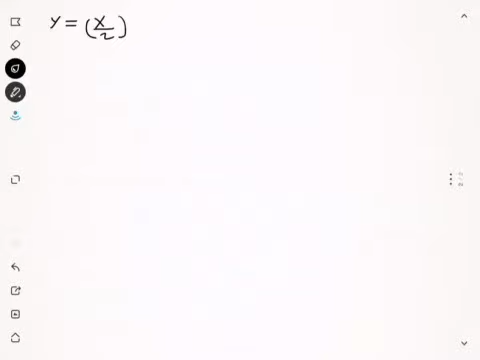 y = (x/2)